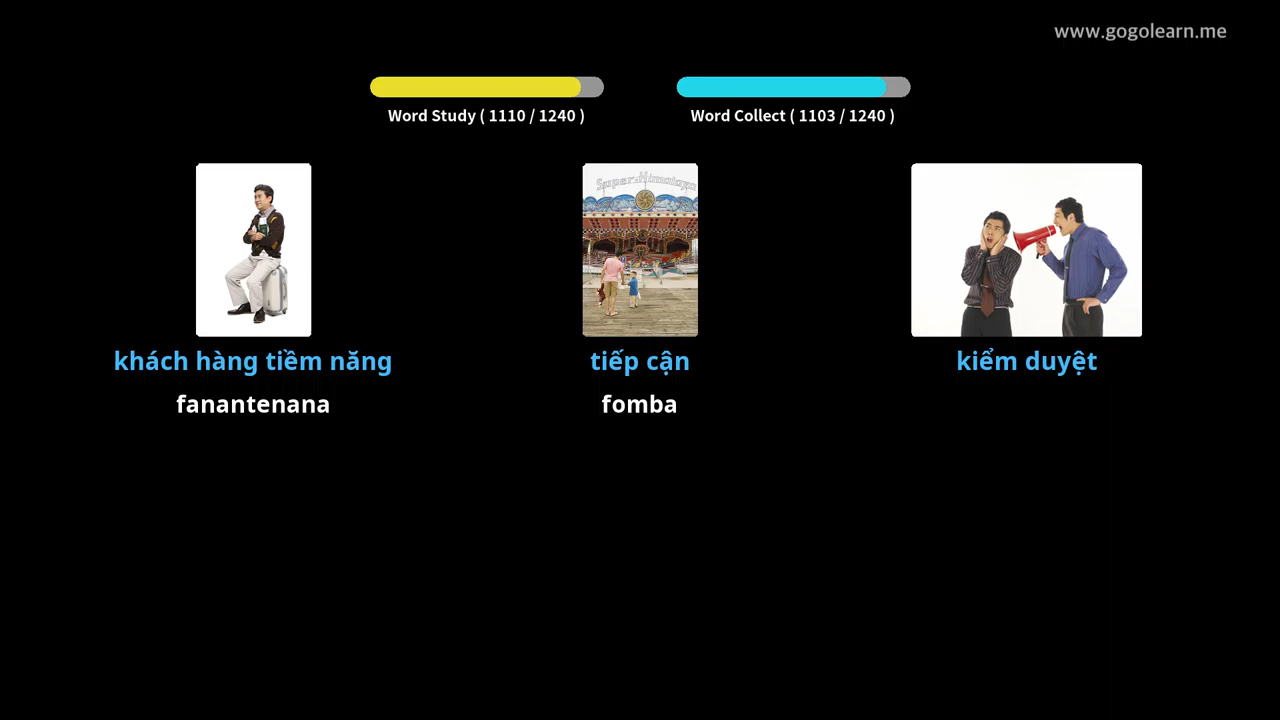 www.gogolearn.me
Word Study ( 1110 / 1240 )
Word Collect ( 1103 / 1240 )
khách hàng tiềm năng
tiếp cận
kiểm duyệt
fanantenana
fomba